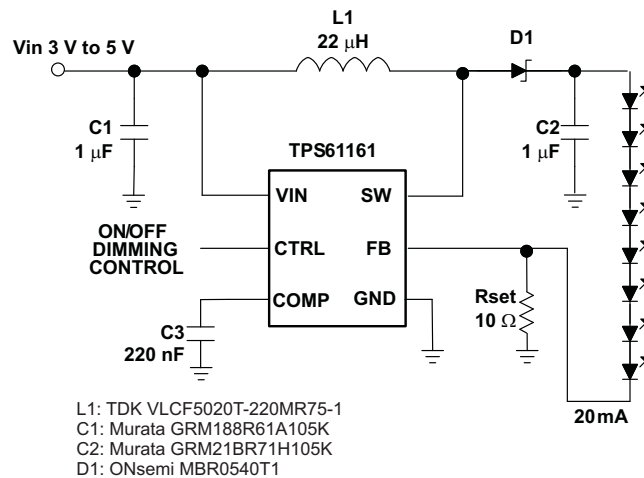 L1
22 μH
Vin 3 V to 5 V
D1
C1
1 μF
C2
1 μF
TPS61161
VIN
SW
ON/OFF
DIMMING
CONTROL
CTRL
FB
COMP
GND
Rset
10 Ω
C3
220 nF
20mA
L1: TDK VLCF5020T-220MR75-1
C1: Murata GRM188R61A105K
C2: Murata GRM21BR71H105K
D1: ONsemi MBR0540T1